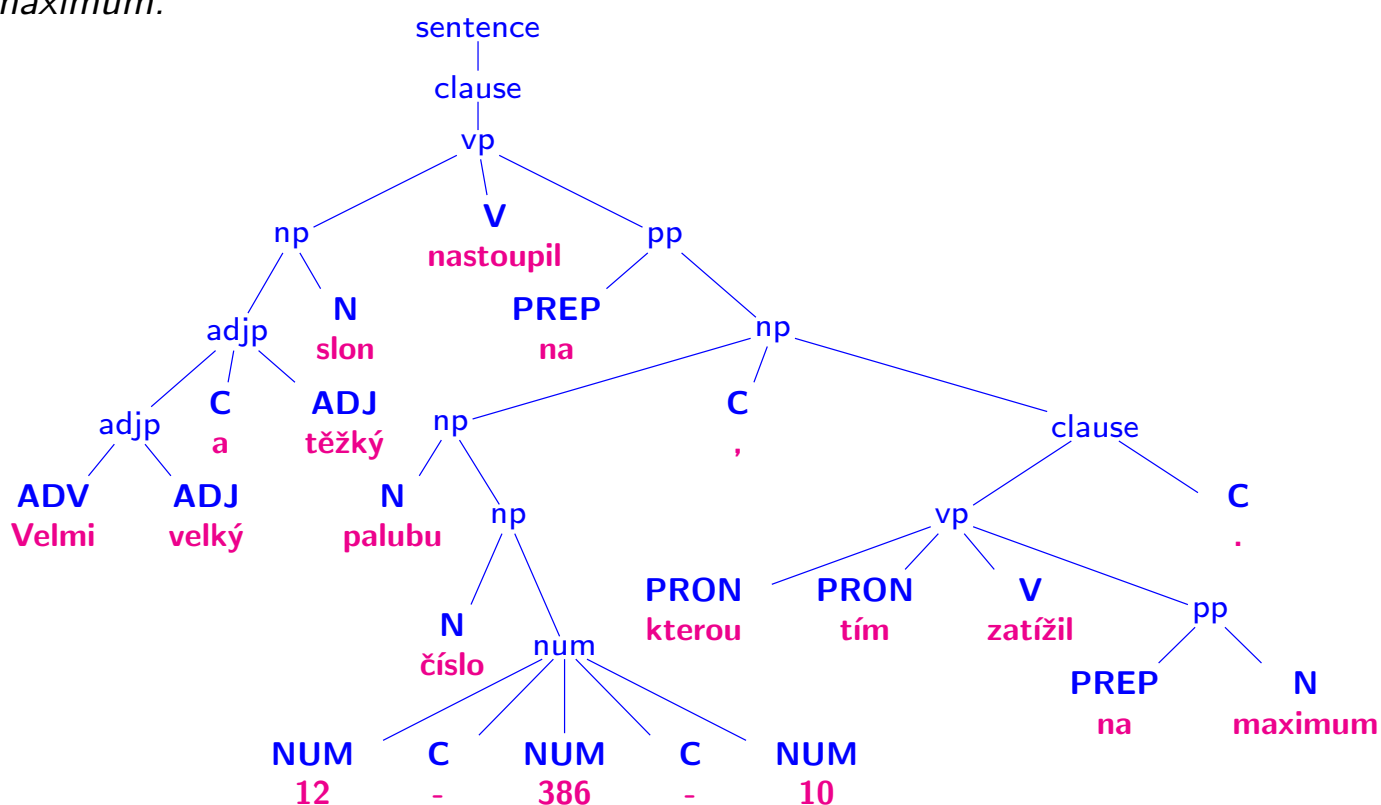 maximum.
sentence
clause
vp
np V pp
nastoupil
adjp N PREP np
slon na
adjp C ADJ np C clause
a těžký ,
ADV ADJ N np vp C
Velmi velký palubu .
N num PRON PRON V pp
číslo kterou tím zatížil
PREP N
na maximum
NUM C NUM C NUM
12 - 386 - 10